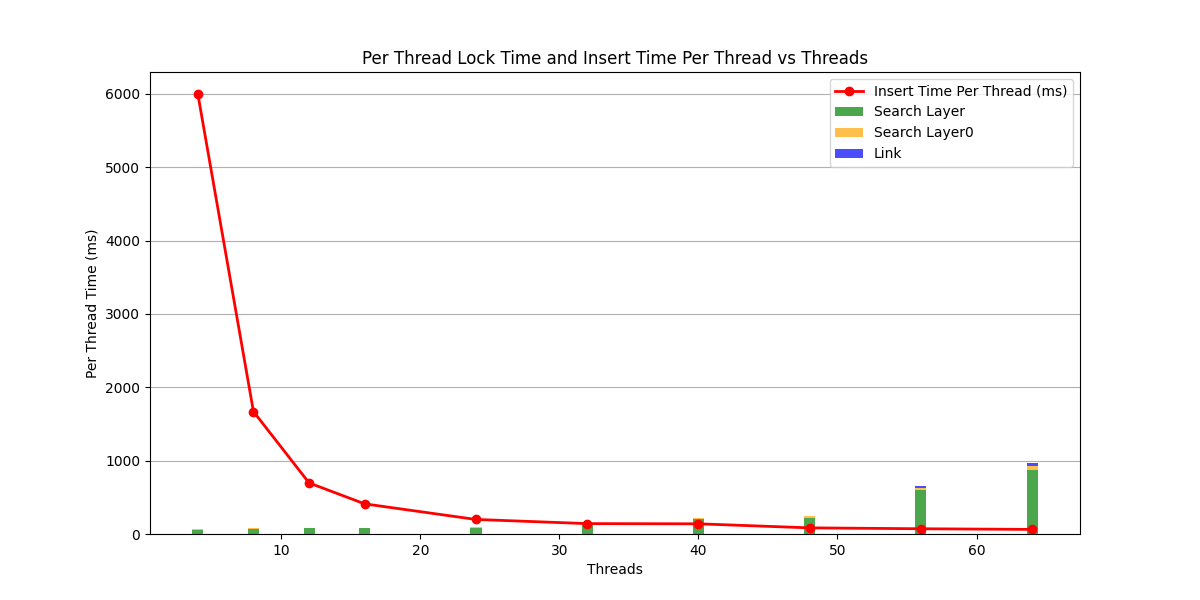 Per Thread Lock Time and Insert Time Per Thread vs Threads
Insert Time Per Thread (ms)
Search Layer
Search Layer0
Link
Per Thread Time (ms)
6000
5000
4000
3000
2000
1000
0
10 20 30 40 50 60
Threads